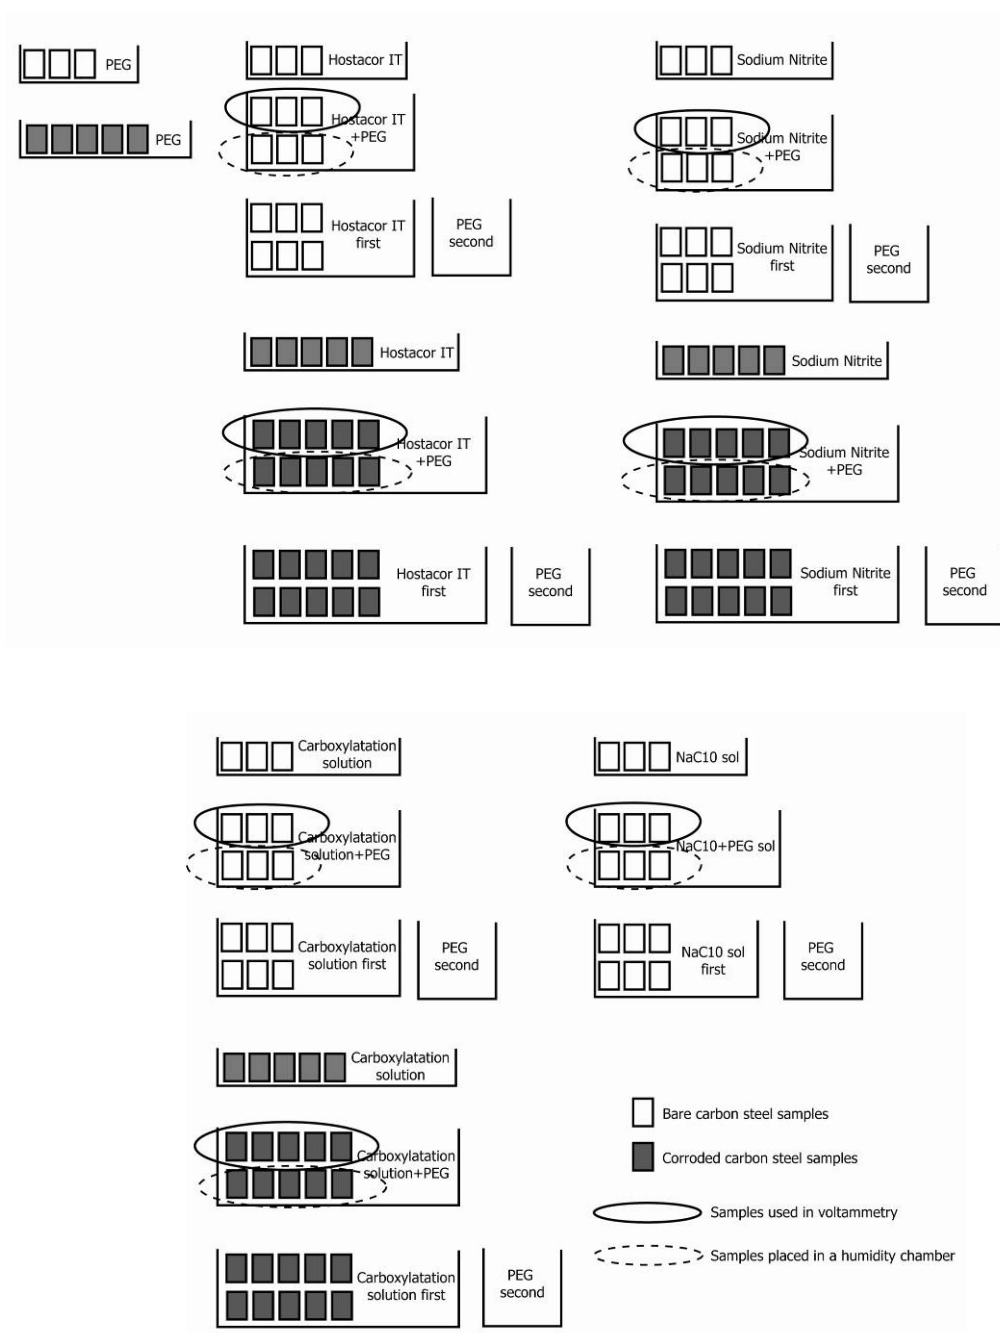 PEG
Hostacor IT
Sodium Nitrite
PEG
Hostacor IT
+PEG
Sodium Nitrite
+PEG
Hostacor IT
first
PEG
second
Sodium Nitrite
first
PEG
second
Hostacor IT
Sodium Nitrite
Hostacor IT
+PEG
Sodium Nitrite
+PEG
Hostacor IT
first
PEG
second
Sodium Nitrite
first
PEG
second
Carboxylatation
solution
NaC10 sol
Carboxylatation
solution+PEG
NaC10+PEG sol
Carboxylatation
solution first
PEG
second
NaC10 sol
first
PEG
second
Carboxylatation
solution
Carboxylatation
solution+PEG
Carboxylatation
solution first
PEG
second
Bare carbon steel samples
Corroded carbon steel samples
Samples used in voltammetry
Samples placed in a humidity chamber